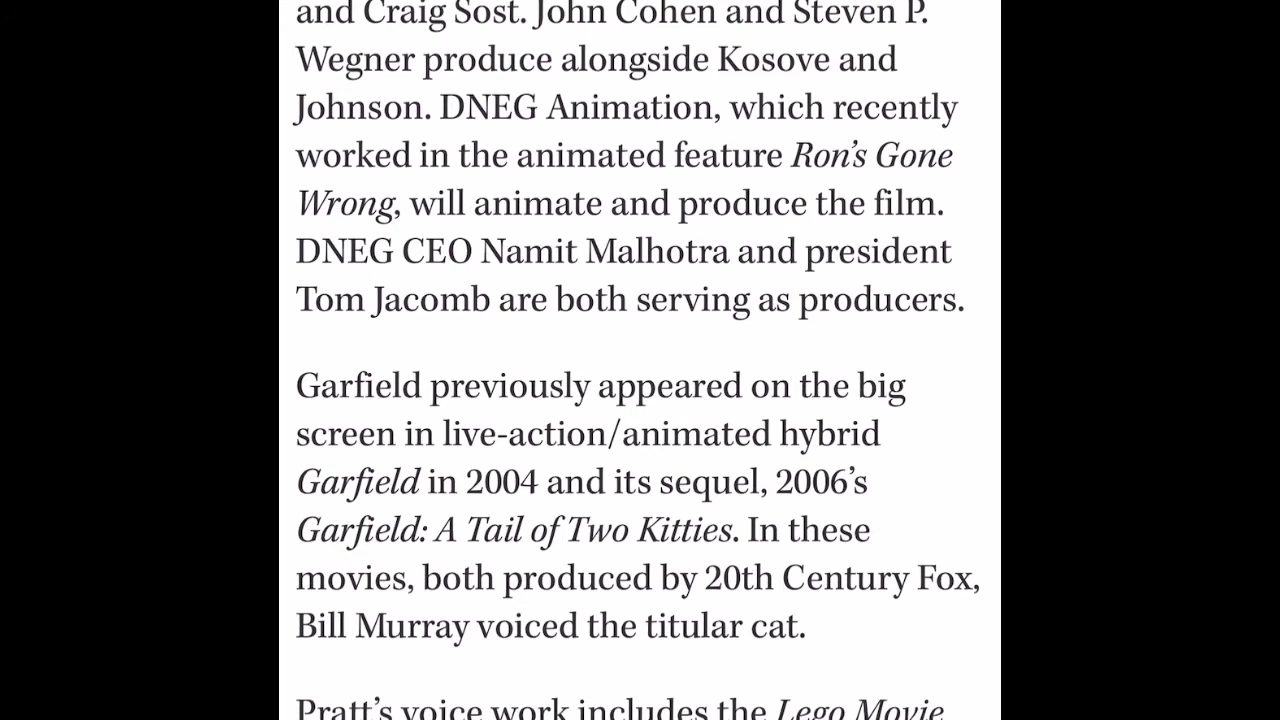 and Craig Sost. John Cohen and Steven P.
Wegner produce alongside Kosove and
Johnson. DNEG Animation, which recently
worked in the animated feature Ron’s Gone
Wrong, will animate and produce the film.
DNEG CEO Namit Malhotra and president
Tom Jacomb are both serving as producers.
Garfield previously appeared on the big
screen in live-action/animated hybrid
Garfield in 2004 and its sequel, 2006’s
Garfield: A Tail of Two Kitties. In these
movies, both produced by 20th Century Fox,
Bill Murray voiced the titular cat.
Pratt’s voice work includes the Lego Movie